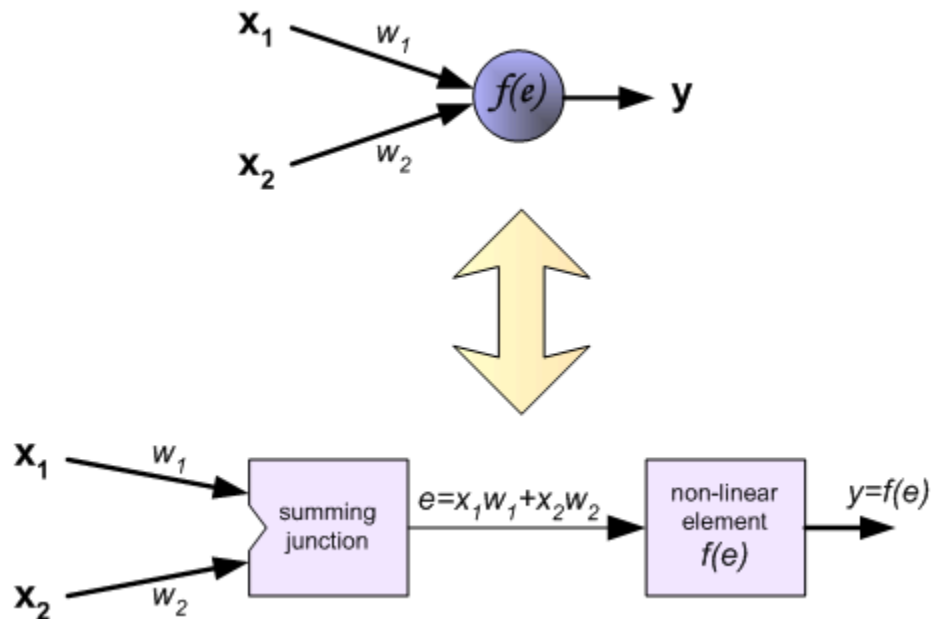 x₁
w₁
f(e)
y
w₂
x₂
x₁
w₁
summing
junction
e=x₁w₁+x₂w₂
non-linear
element
f(e)
y=f(e)
x₂
w₂